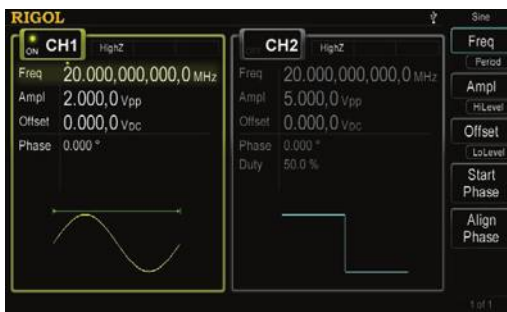 RIGOL
Sine
ON CH1 HighZ
Freq 20.000,000,000,0 MHz
Ampl 2.000,0 Vpp
Offset 0.000,0 VDC
Phase 0.000 °
OFF CH2 HighZ
Freq 20.000,000,000,0 MHz
Ampl 5.000,0 Vpp
Offset 0.000,0 VDC
Phase 0.000 °
Duty 50.0 %
Freq
Period
Ampl
HiLevel
Offset
LoLevel
Start
Phase
Align
Phase
1 of 1